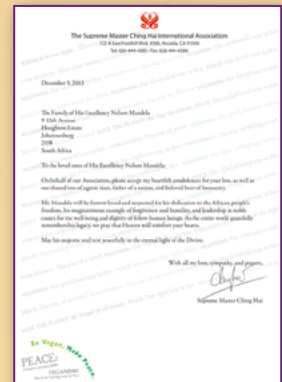 The Supreme Master Ching Hai International Association
December 9, 2013
The Family of His Excellency Nelson Mandela
9 12th Avenue
Houghton Estate
Johannesburg
2198
South Africa
To the loved ones of His Excellency Nelson Mandela:
On behalf of our Association, please accept my heartfelt condolences for your loss, as well as
our shared loss of a great man, father of a nation, and beloved hero of humanity.
Mr. Mandela will be forever loved and respected for his dedication to the African people's
freedom, his magnanimous example of forgiveness and humility, and leadership in noble
causes for the well-being and dignity of fellow human beings. As the entire world gratefully
remembers his legacy, we pray that Heaven will comfort your hearts.
May his majestic soul rest peacefully in the eternal light of the Divine.
With all my love, sympathy, and prayers,
Supreme Master Ching Hai
Be Vegan, Make Peace.
PEACE:
VEGANISM: